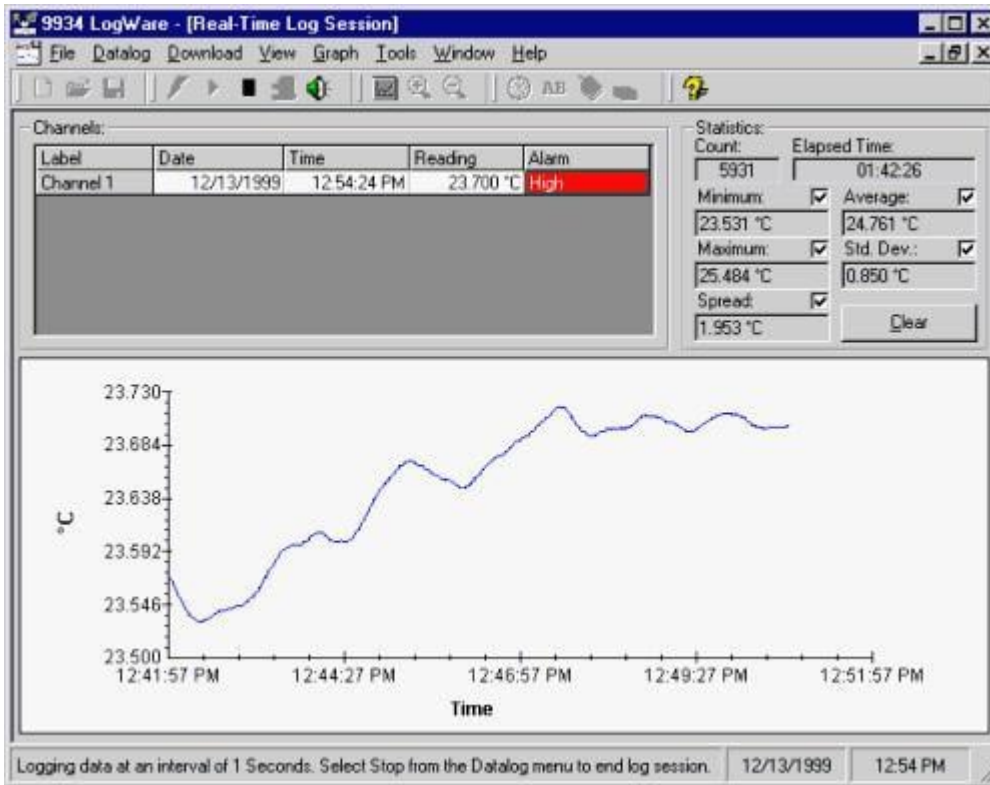 9934 LogWare - [Real-Time Log Session]
File Datalog Download View Graph Tools Window Help
AB
Channels:
Label Date Time Reading Alarm
Channel 1 12/13/1999 12:54:24 PM 23.700 °C High
Statistics:
Count: Elapsed Time:
5931 01:42:26
Minimum: Average:
23.531 °C 24.761 °C
Maximum: Std. Dev.:
25.484 °C 0.850 °C
Spread:
1.953 °C Clear
23.730
23.684
23.638
°C
23.592
23.546
23.500
12:41:57 PM 12:44:27 PM 12:46:57 PM 12:49:27 PM 12:51:57 PM
Time
Logging data at an interval of 1 Seconds. Select Stop from the Datalog menu to end log session. 12/13/1999 12:54 PM